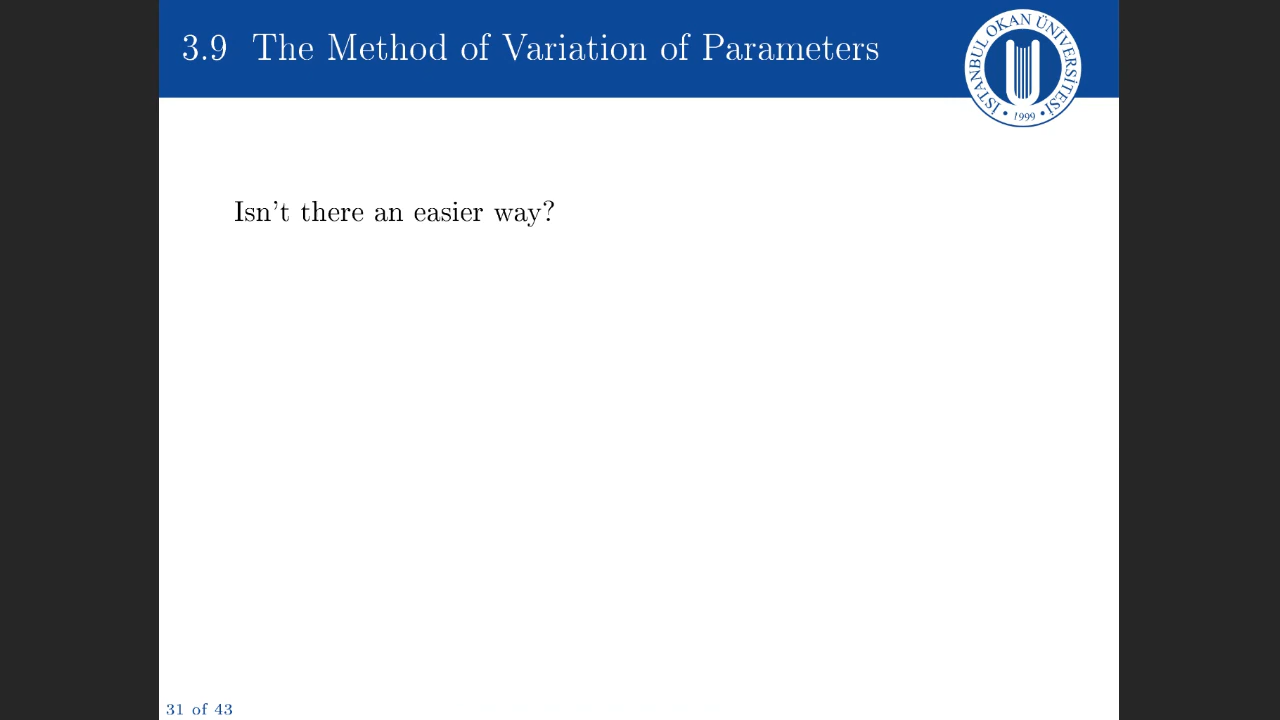 3.9 The Method of Variation of Parameters
İSTANBUL OKAN ÜNİVERSİTESİ
• 1999 •
Isn't there an easier way?
31 of 43